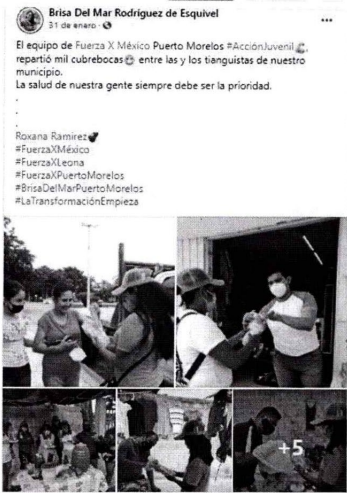 Brisa Del Mar Rodríguez de Esquivel
31 de enero ·
El equipo de Fuerza X México Puerto Morelos #AcciónJuvenil💪,
repartió mil cubrebocas😷 entre las y los tianguistas de nuestro
municipio.
La salud de nuestra gente siempre debe ser la prioridad.
.
.
.
Roxana Ramirez
#FuerzaXMéxico
#FuerzaXLeona
#FuerzaXPuertoMorelos
#BrisaDelMarPuertoMorelos
#LaTransformaciónEmpieza
+5